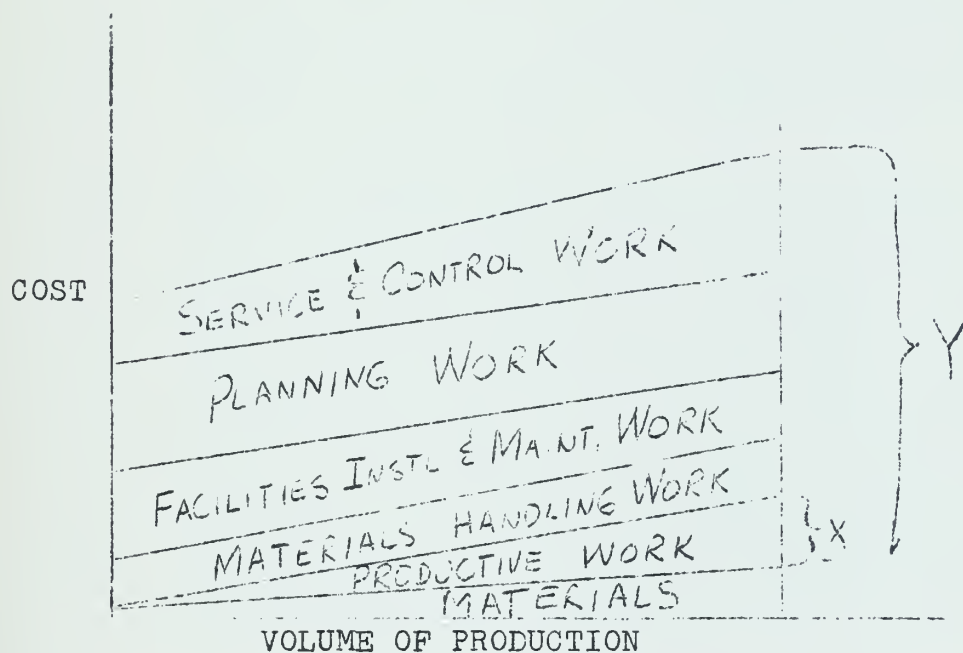 SERVICE & CONTROL WORK
COST
Y
PLANNING WORK
FACILITIES INSTL & MAINT. WORK
MATERIALS HANDLING WORK
X
PRODUCTIVE WORK
MATERIALS
VOLUME OF PRODUCTION